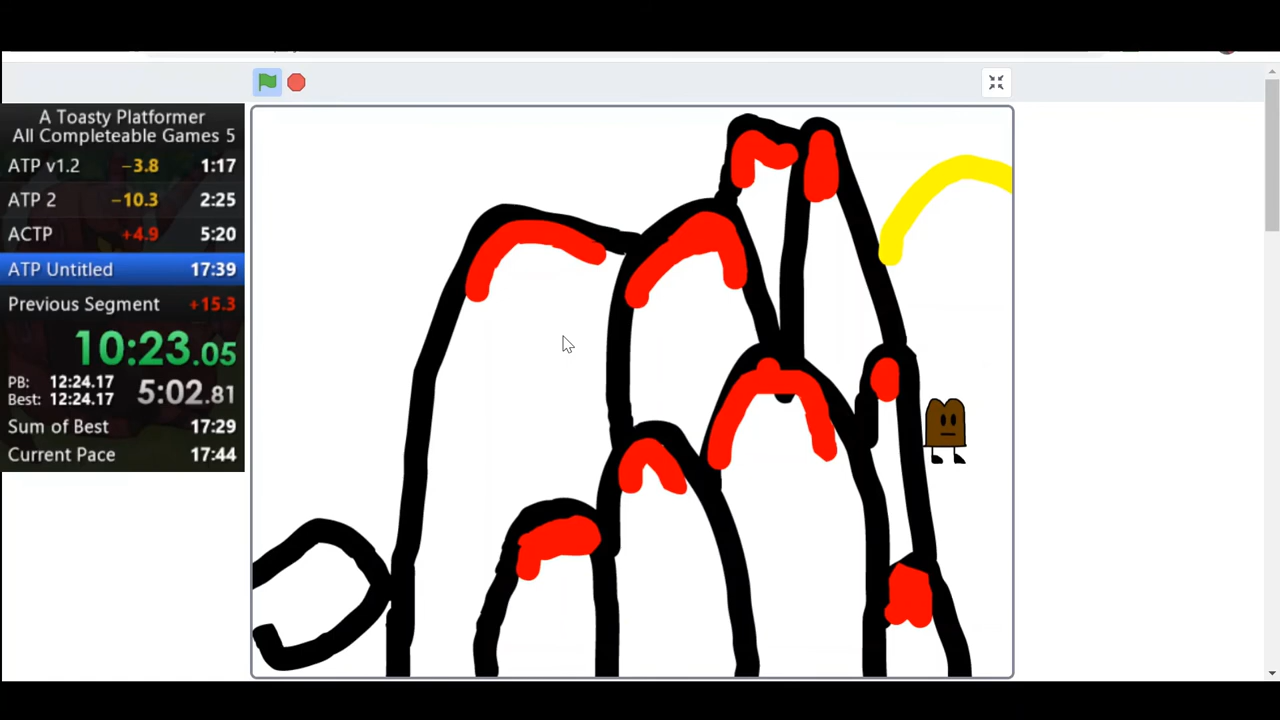 A Toasty Platformer
All Completeable Games 5
ATP v1.2 −3.8 1:17
ATP 2 −10.3 2:25
ACTP +4.9 5:20
ATP Untitled 17:39
Previous Segment +15.3
10:23.05
PB: 12:24.17 5:02.81
Best: 12:24.17
Sum of Best 17:29
Current Pace 17:44